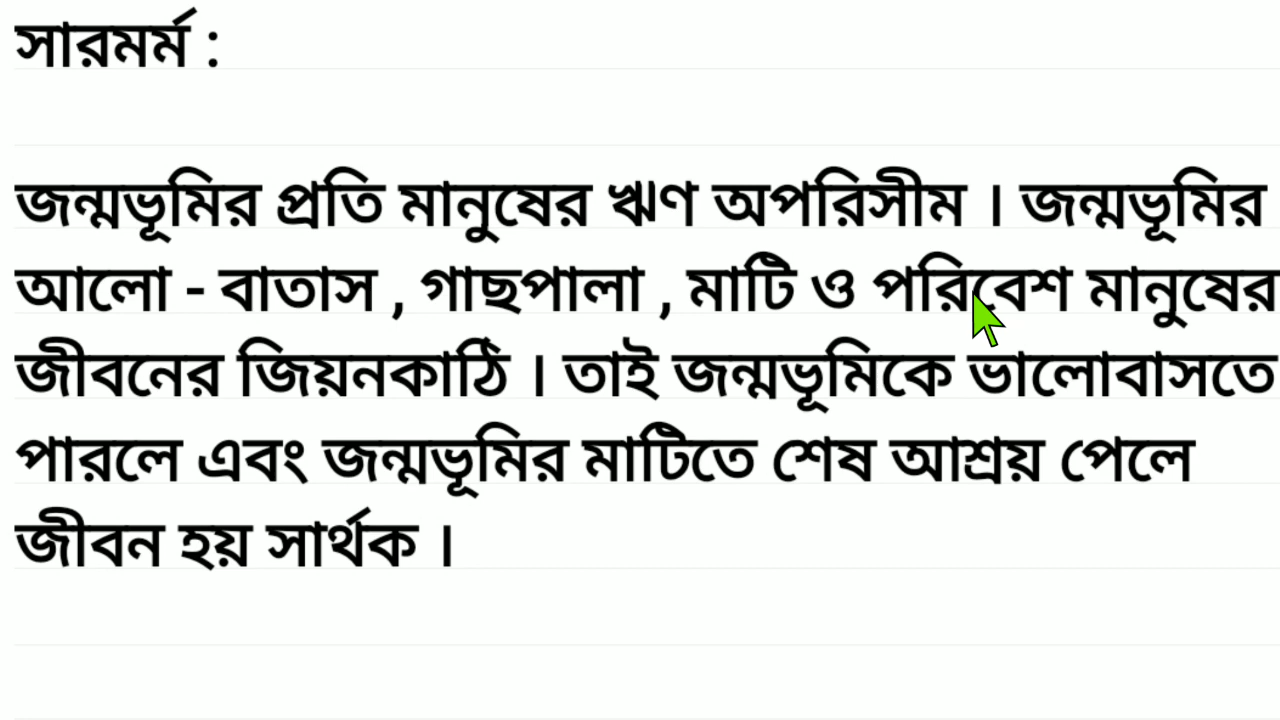 সারমর্ম :
জন্মভূমির প্রতি মানুষের ঋণ অপরিসীম । জন্মভূমির
আলো - বাতাস , গাছপালা , মাটি ও পরিবেশ মানুষের
জীবনের জিয়নকাঠি । তাই জন্মভূমিকে ভালোবাসতে
পারলে এবং জন্মভূমির মাটিতে শেষ আশ্রয় পেলে
জীবন হয় সার্থক ।